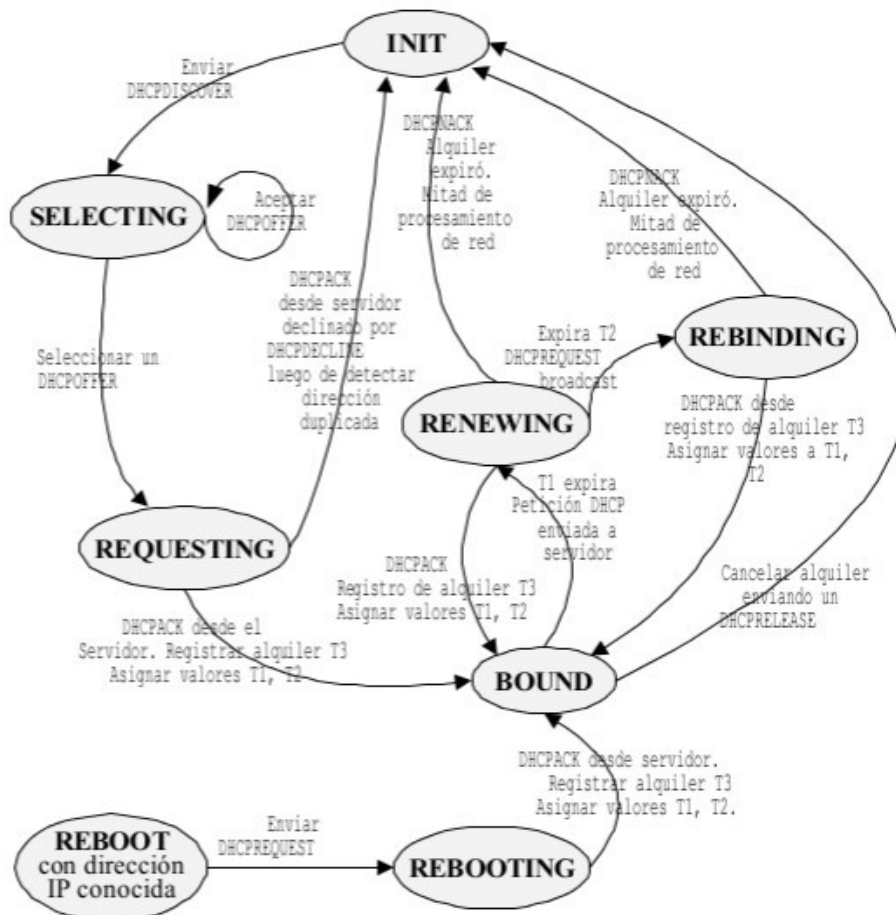 INIT
Enviar
DHCPDISCOVER
DHCPNACK
Alquiler
expiró.
Mitad de
procesamiento
de red
DHCPNACK
Alquiler expiró.
Mitad de
procesamiento
de red
SELECTING
Aceptar
DHCPOFFER
DHCPACK
desde servidor
declinado por
DHCPDECLINE
luego de detectar
dirección
duplicada
Expira T2
DHCPREQUEST
broadcast
REBINDING
Seleccionar un
DHCPOFFER
RENEWING
DHCPACK desde
registro de alquiler T3
Asignar valores a T1,
T2
T1 expira
Petición DHCP
enviada a
servidor
REQUESTING
DHCPACK
Registro de alquiler T3
Asignar valores T1, T2
Cancelar alquiler
enviando un
DHCPRELEASE
DHCPACK desde el
Servidor. Registrar alquiler T3
Asignar valores T1, T2
BOUND
DHCPACK desde servidor.
Registrar alquiler T3
Asignar valores T1, T2.
REBOOT
con dirección
IP conocida
Enviar
DHCPREQUEST
REBOOTING